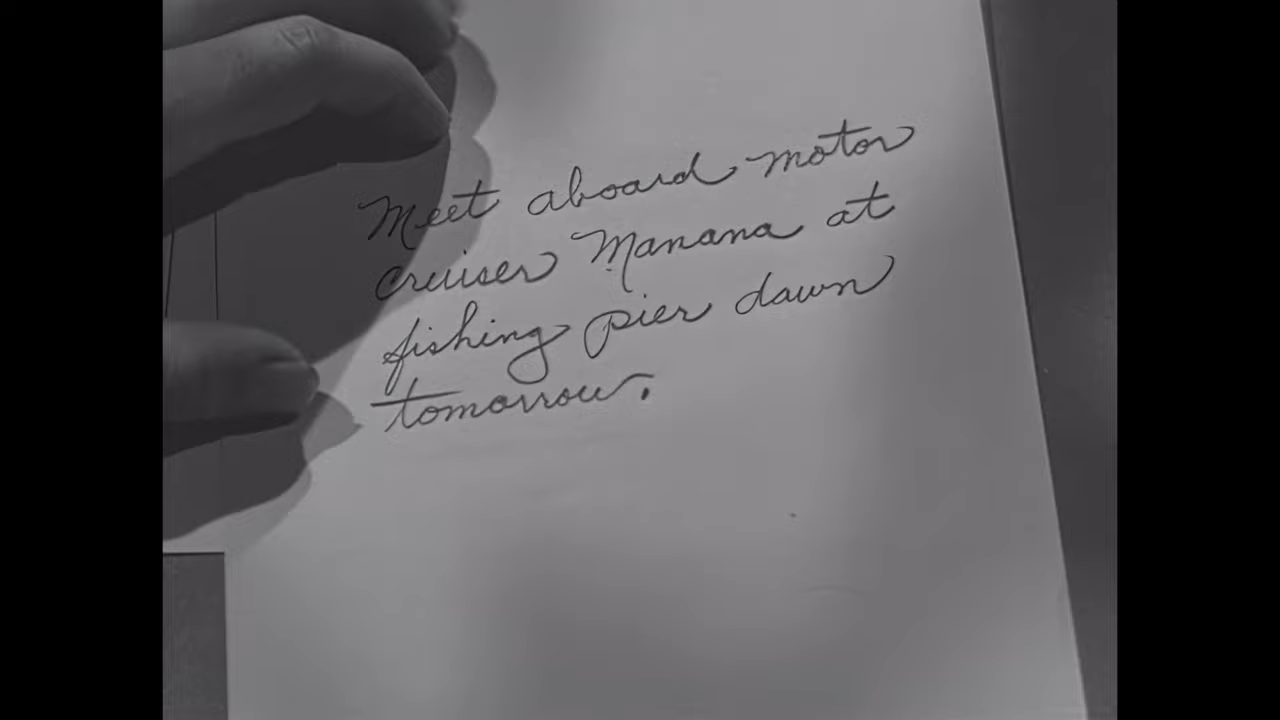 Meet aboard motor
cruiser Manana at
fishing pier dawn
tomorrow.